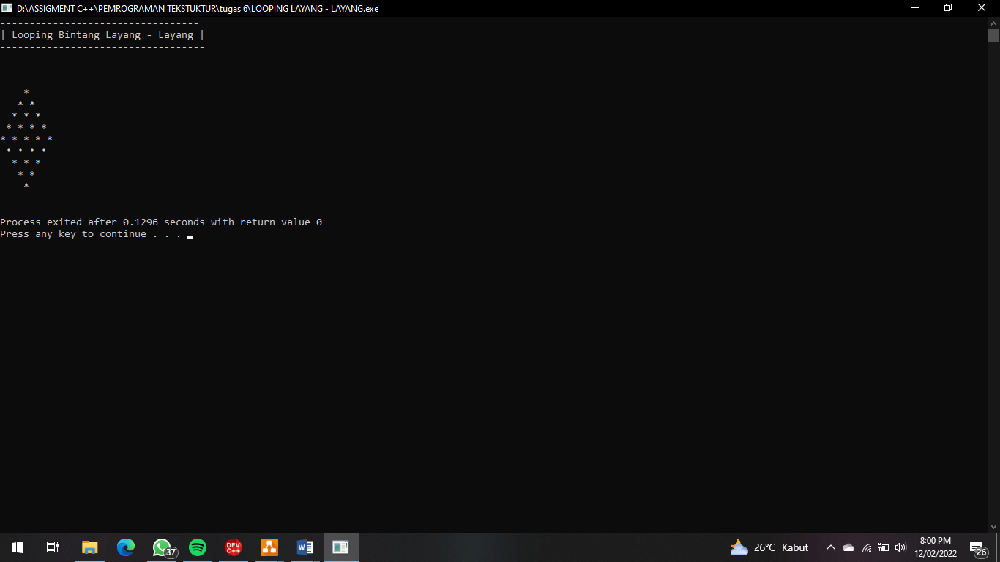 D:\ASSIGMENT C++\PEMROGRAMAN TEKSTUKTUR\tugas 6\LOOPING LAYANG - LAYANG.exe
----------------------------------
| Looping Bintang Layang - Layang |
-----------------------------------
    *
   * *
  * * *
 * * * *
* * * * *
 * * * *
  * * *
   * *
    *
--------------------------------
Process exited after 0.1296 seconds with return value 0
Press any key to continue . . .
37
DEV C++
W
26°C Kabut
8:00 PM
12/02/2022
26